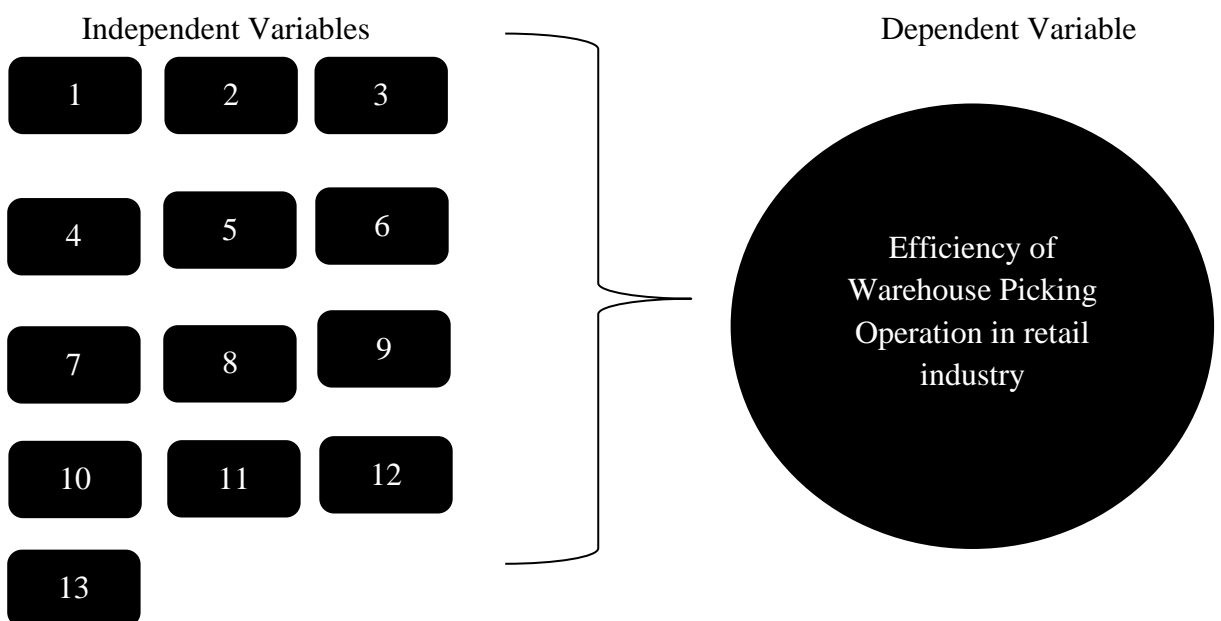 Independent Variables
Dependent Variable
1
2
3
4
5
6
7
8
9
10
11
12
13
Efficiency of
Warehouse Picking
Operation in retail
industry